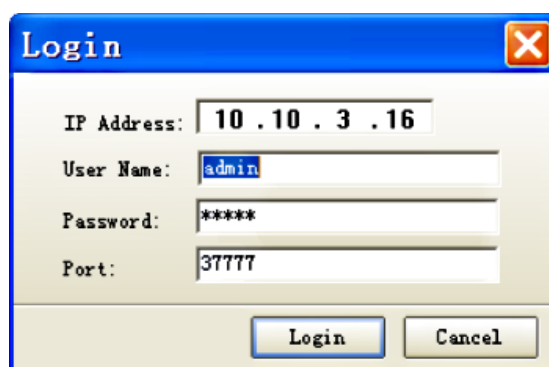 Login
IP Address: 10 .10 . 3 .16
User Name: admin
Password: *****
Port: 37777
Login Cancel